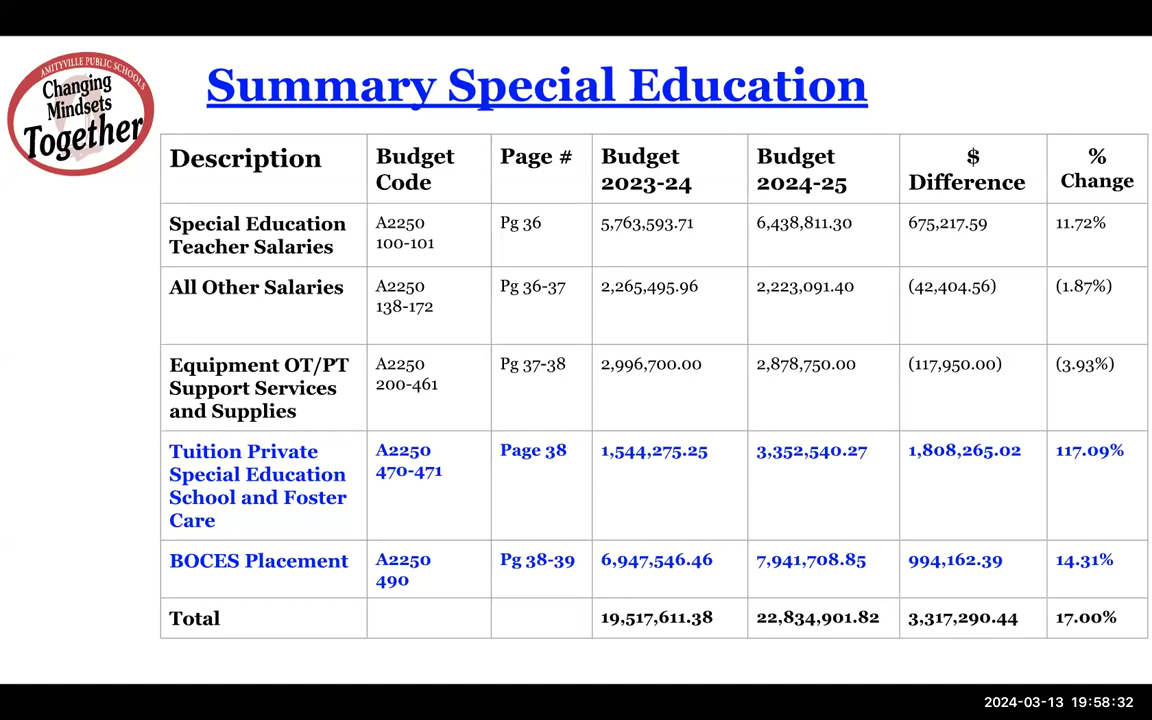 AMITYVILLE PUBLIC SCHOOLS
Changing
Mindsets
Together
Summary Special Education
Description Budget Code Page # Budget 2023-24 Budget 2024-25 $ Difference % Change
Special Education Teacher Salaries A2250 100-101 Pg 36 5,763,593.71 6,438,811.30 675,217.59 11.72%
All Other Salaries A2250 138-172 Pg 36-37 2,265,495.96 2,223,091.40 (42,404.56) (1.87%)
Equipment OT/PT Support Services and Supplies A2250 200-461 Pg 37-38 2,996,700.00 2,878,750.00 (117,950.00) (3.93%)
Tuition Private Special Education School and Foster Care A2250 470-471 Page 38 1,544,275.25 3,352,540.27 1,808,265.02 117.09%
BOCES Placement A2250 490 Pg 38-39 6,947,546.46 7,941,708.85 994,162.39 14.31%
Total 19,517,611.38 22,834,901.82 3,317,290.44 17.00%
2024-03-13 19:58:32